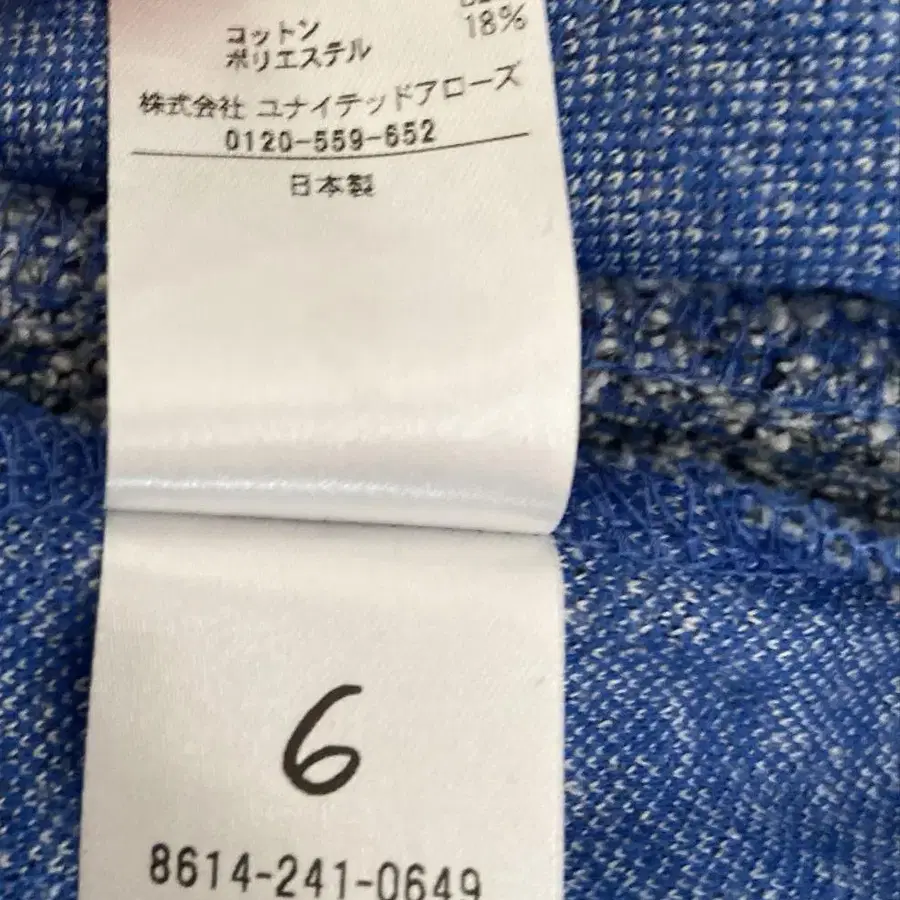 コットン
18%
ポリエステル
株式会社 ユナイテッドアローズ
0120-559-652
日本製
6
8614-241-0649